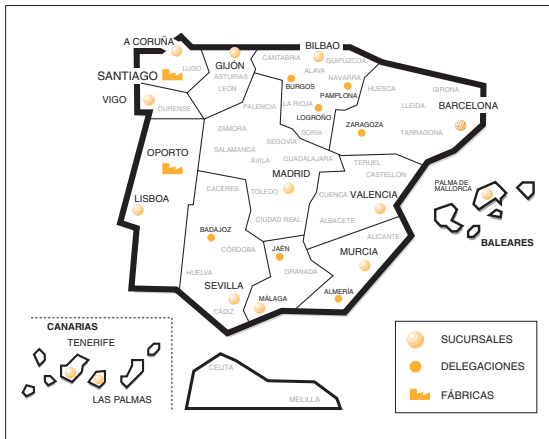 A CORUÑA
LUGO
GIJÓN
ASTURIAS
LEÓN
CANTABRIA
BILBAO
GUIPÚZCOA
ÁLAVA
NAVARRA
SANTIAGO
BURGOS
PAMPLONA
HUESCA
GIRONA
VIGO
OURENSE
PALENCIA
LA RIOJA
LOGROÑO
LLEIDA
BARCELONA
ZAMORA
SORIA
ZARAGOZA
TARRAGONA
SEGOVIA
SALAMANCA
OPORTO
ÁVILA
GUADALAJARA
TERUEL
CASTELLÓN
MADRID
CÁCERES
TOLEDO
CUENCA
VALENCIA
PALMA DE
MALLORCA
LISBOA
CIUDAD REAL
ALBACETE
BADAJOZ
CÓRDOBA
JAÉN
ALICANTE
MURCIA
BALEARES
HUELVA
GRANADA
SEVILLA
MÁLAGA
ALMERÍA
CÁDIZ
CANARIAS
TENERIFE
LAS PALMAS
CEUTA
MELILLA
SUCURSALES
DELEGACIONES
FÁBRICAS